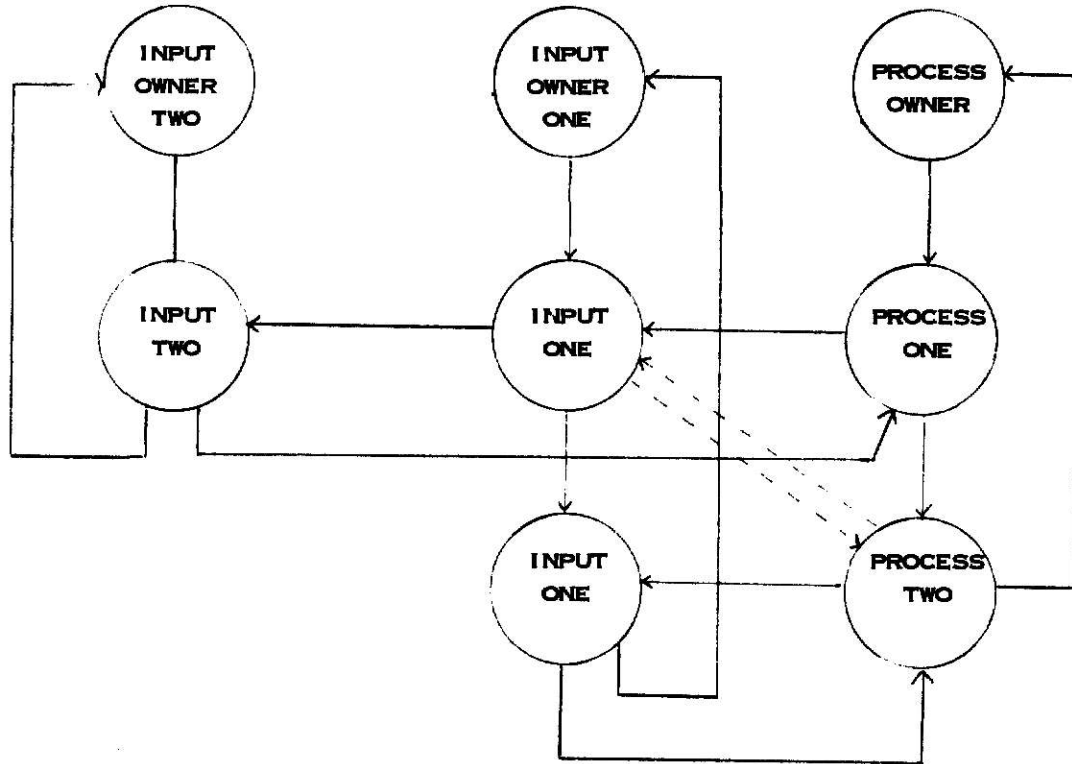 INPUT
OWNER
TWO
INPUT
OWNER
ONE
PROCESS
OWNER
INPUT
TWO
INPUT
ONE
PROCESS
ONE
INPUT
ONE
PROCESS
TWO